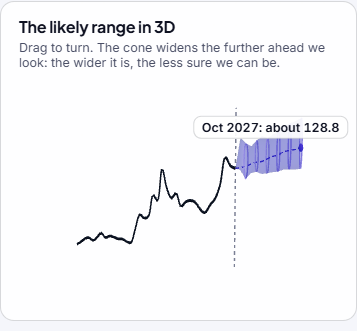 The likely range in 3D
Drag to turn. The cone widens the further ahead we
look: the wider it is, the less sure we can be.
Oct 2027: about 128.8